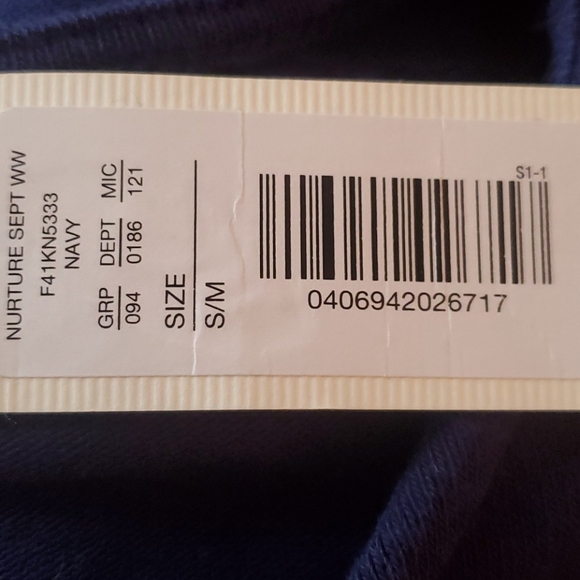 NURTURE SEPT WW
F41KN5333
NAVY
GRP DEPT MIC
094 0186 121
SIZE
S/M
S1-1
0406942026717